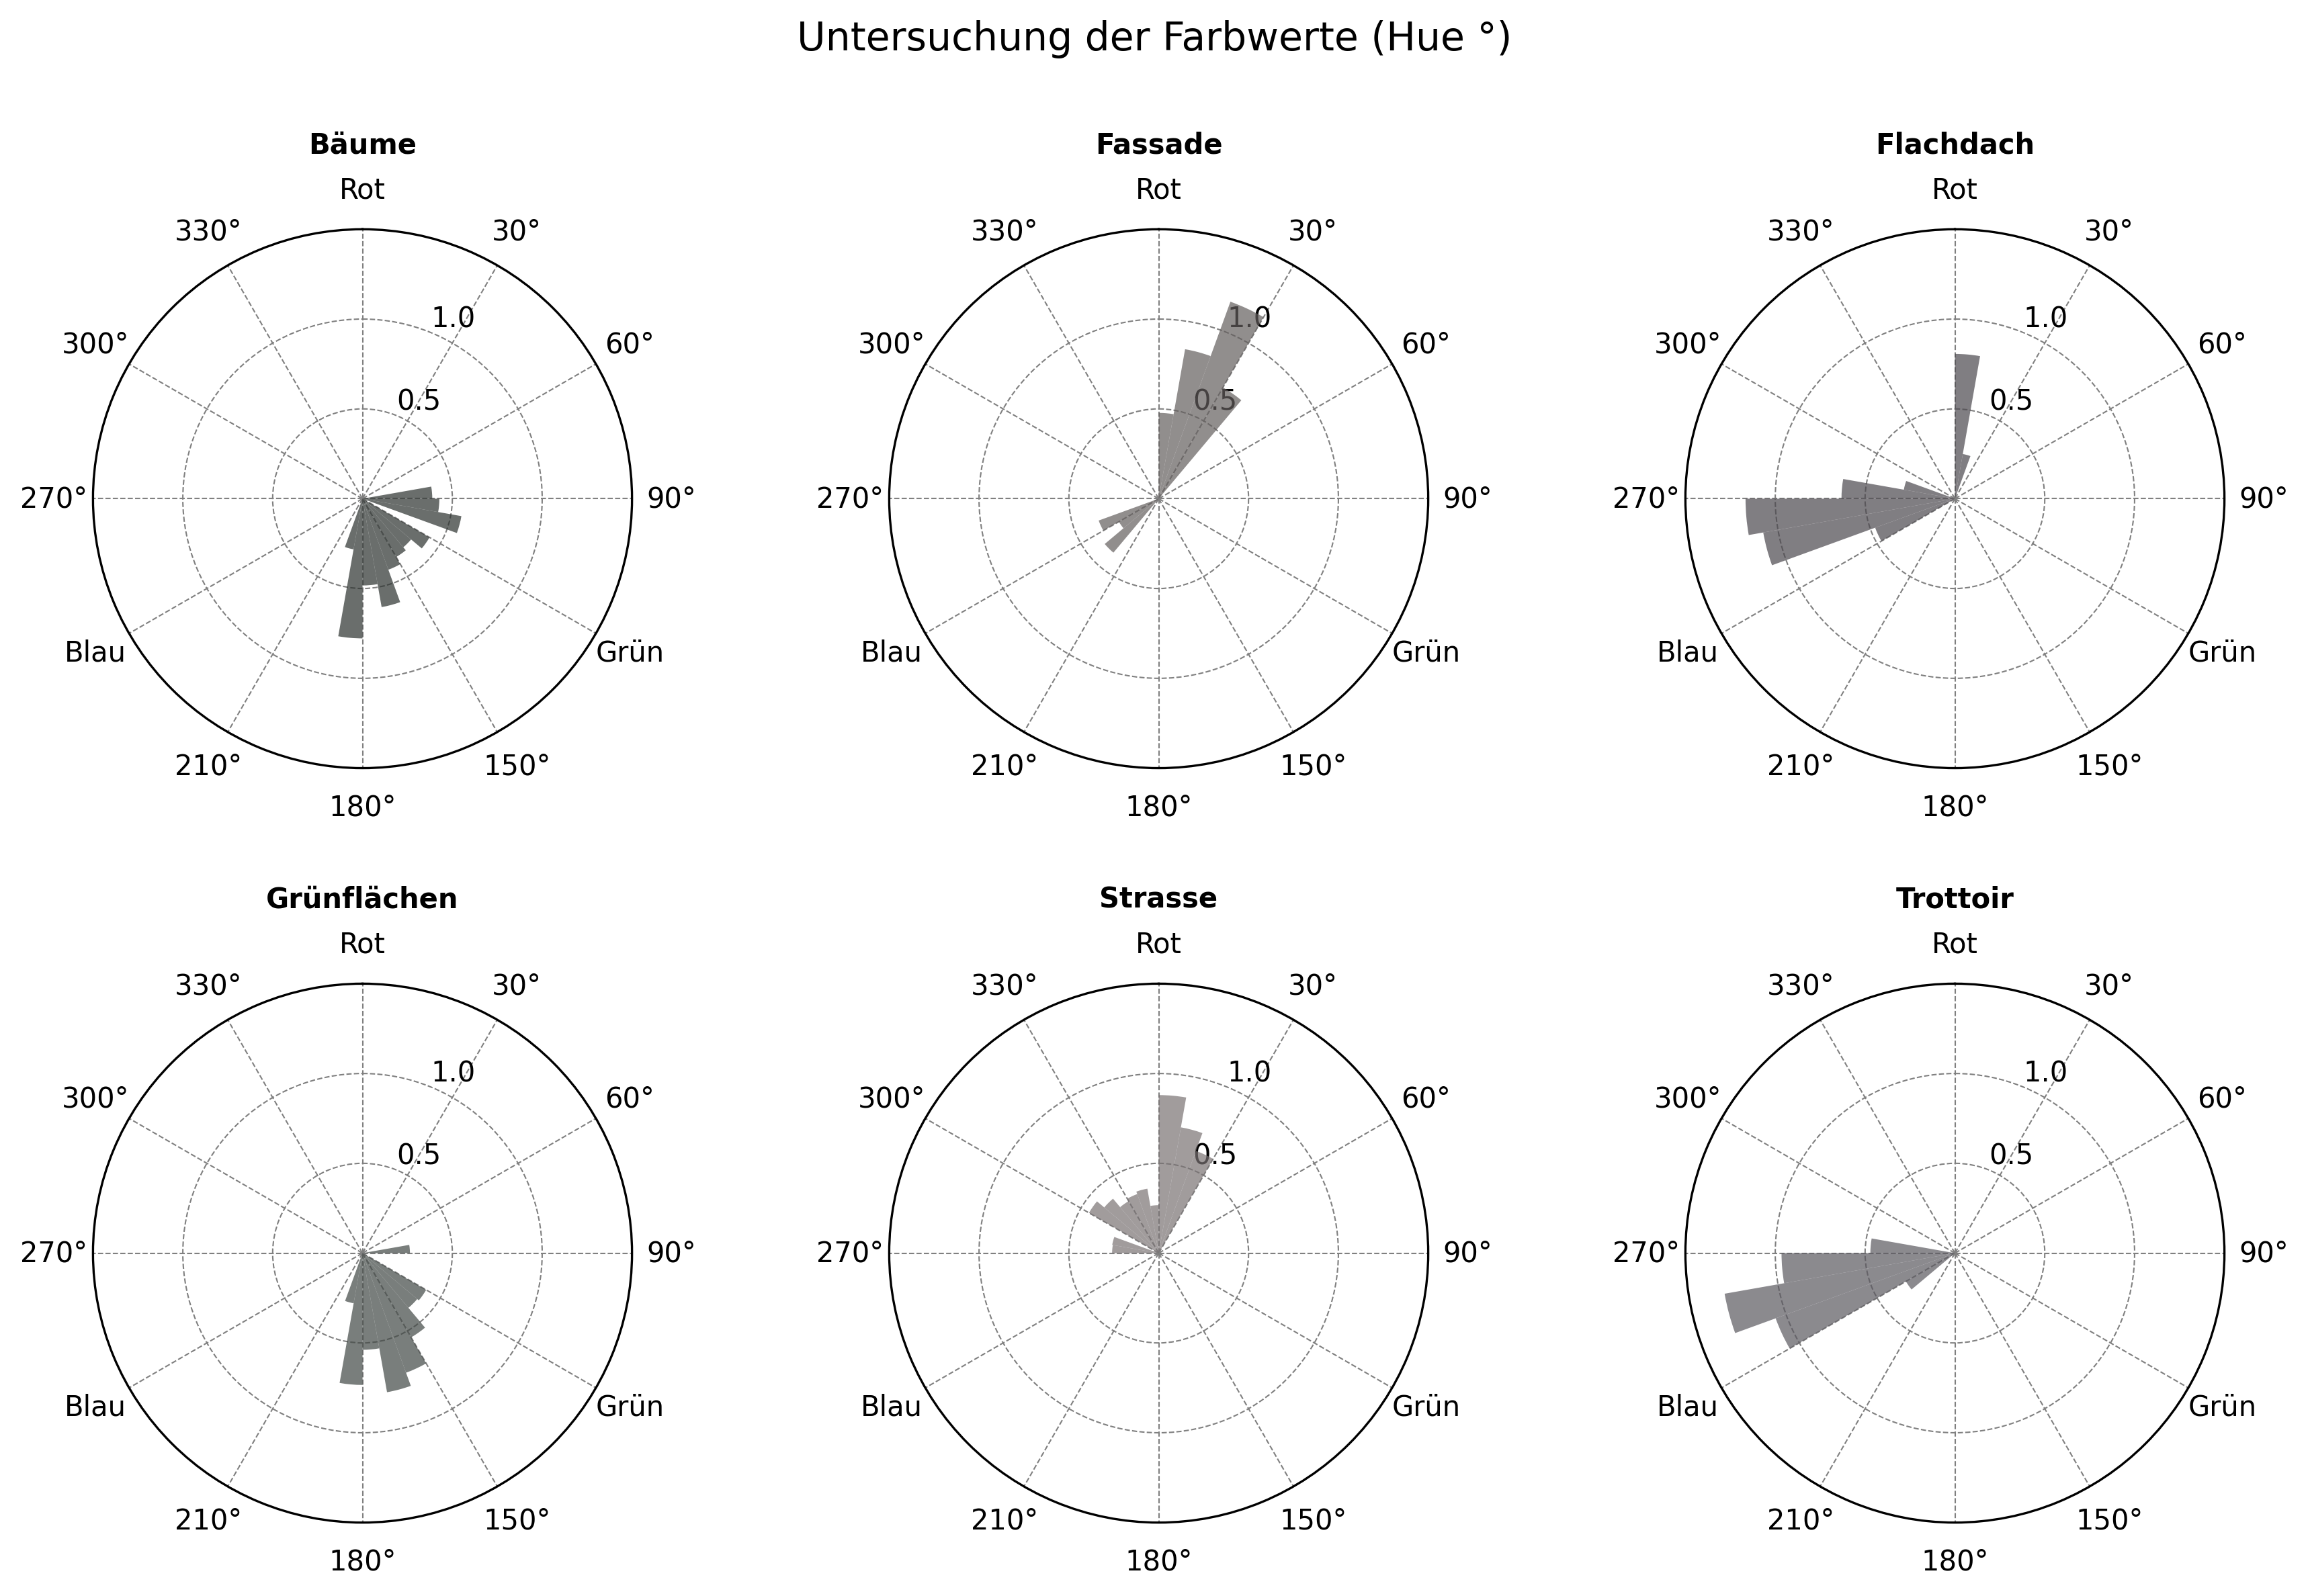 Untersuchung der Farbwerte (Hue °)
Bäume
Rot
330°
30°
300°
60°
1.0
0.5
270°
90°
Blau
Grün
210°
150°
180°
Fassade
Rot
330°
30°
300°
60°
1.0
0.5
270°
90°
Blau
Grün
210°
150°
180°
Flachdach
Rot
330°
30°
300°
60°
1.0
0.5
270°
90°
Blau
Grün
210°
150°
180°
Grünflächen
Rot
330°
30°
300°
60°
1.0
0.5
270°
90°
Blau
Grün
210°
150°
180°
Strasse
Rot
330°
30°
300°
60°
1.0
0.5
270°
90°
Blau
Grün
210°
150°
180°
Trottoir
Rot
330°
30°
300°
60°
1.0
0.5
270°
90°
Blau
Grün
210°
150°
180°